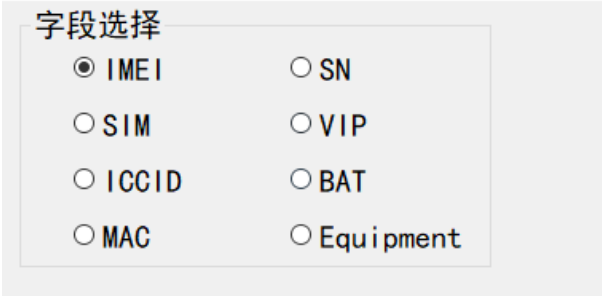 字段选择
IMEI SN
SIM VIP
ICCID BAT
MAC Equipment